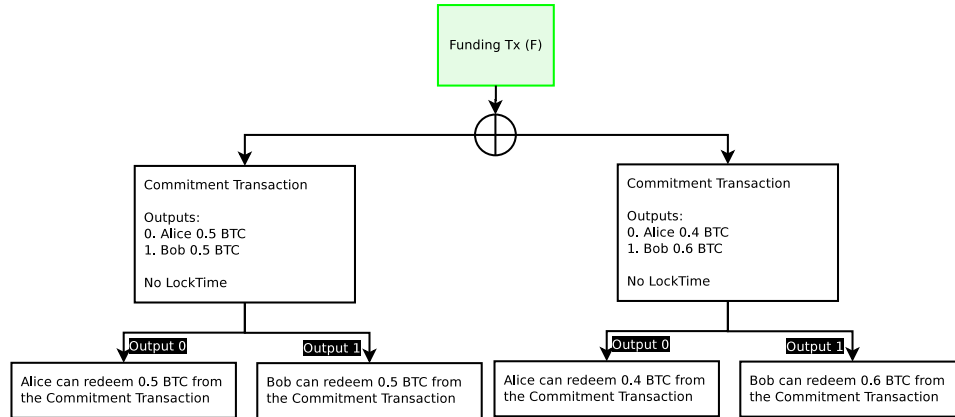 Funding Tx (F)
Commitment Transaction
Outputs:
0. Alice 0.5 BTC
1. Bob 0.5 BTC
No LockTime
Commitment Transaction
Outputs:
0. Alice 0.4 BTC
1. Bob 0.6 BTC
No LockTime
Output 0
Output 1
Output 0
Output 1
Alice can redeem 0.5 BTC from
the Commitment Transaction
Bob can redeem 0.5 BTC from
the Commitment Transaction
Alice can redeem 0.4 BTC from
the Commitment Transaction
Bob can redeem 0.6 BTC from
the Commitment Transaction